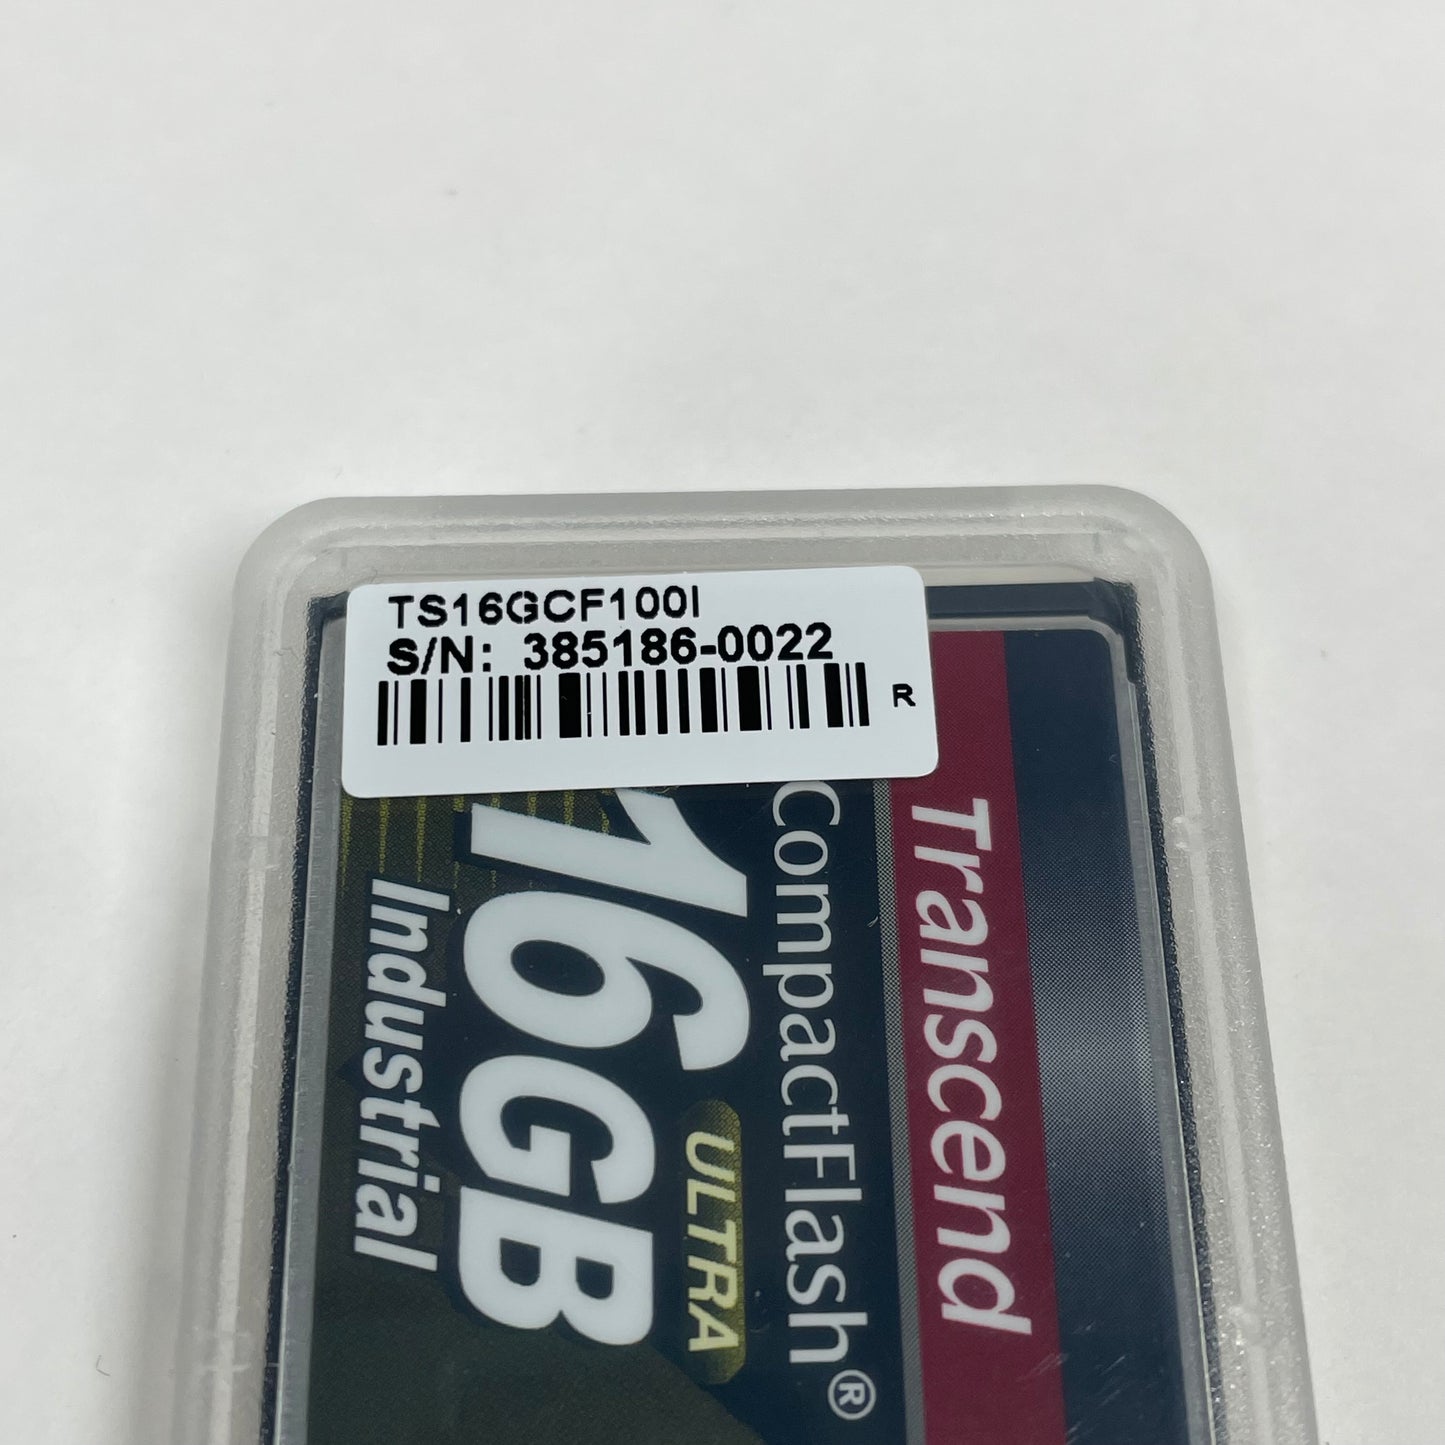 TS16GCF100I
S/N: 385186-0022
R
Transcend
CompactFlash®
ULTRA
16GB
Industrial